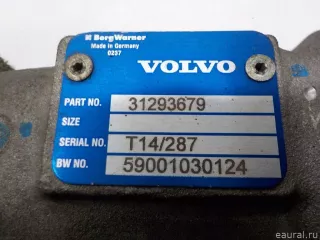 BorgWarner
Made in Germany
0237
VOLVO
PART NO. 31293679
SIZE
SERIAL NO. T14/287
BW NO. 59001030124
eaural.ru